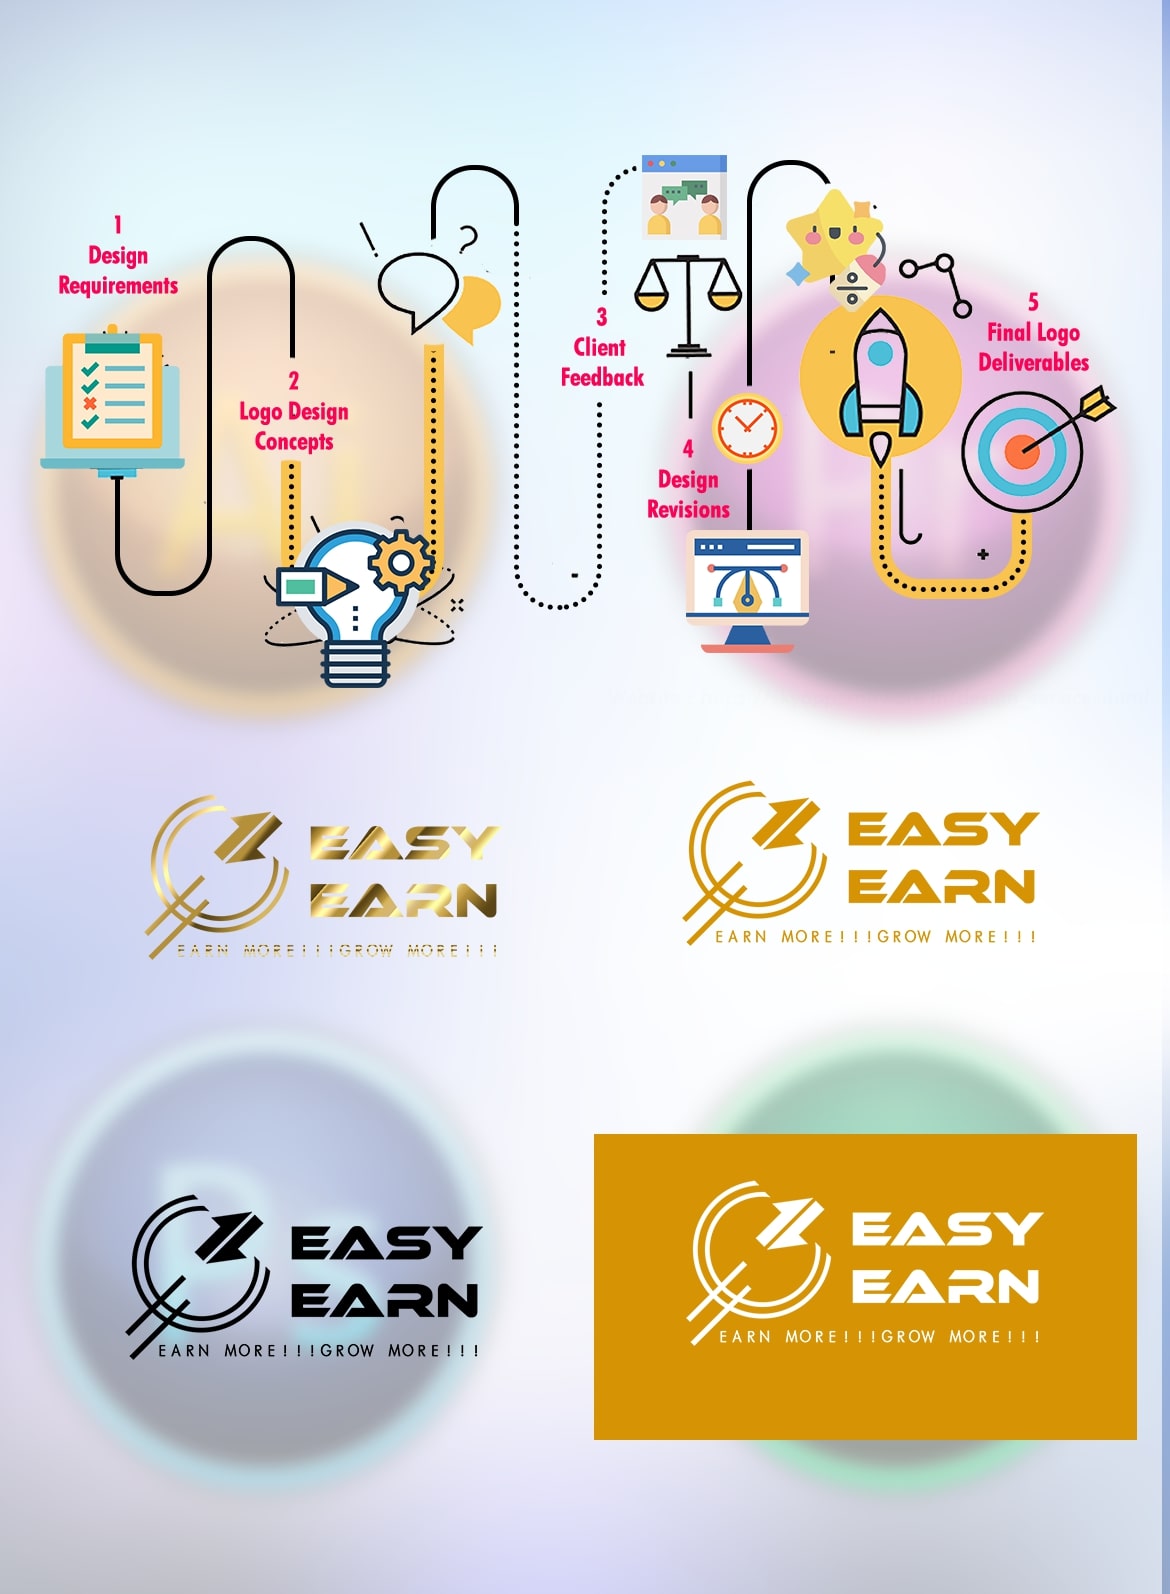 1
Design
Requirements
2
Logo Design
Concepts
3
Client
Feedback
4
Design
Revisions
5
Final Logo
Deliverables
EASY
EARN
EARN MORE!!!GROW MORE!!!
EASY
EARN
EARN MORE!!!GROW MORE!!!
EASY
EARN
EARN MORE!!!GROW MORE!!!
EASY
EARN
EARN MORE!!!GROW MORE!!!